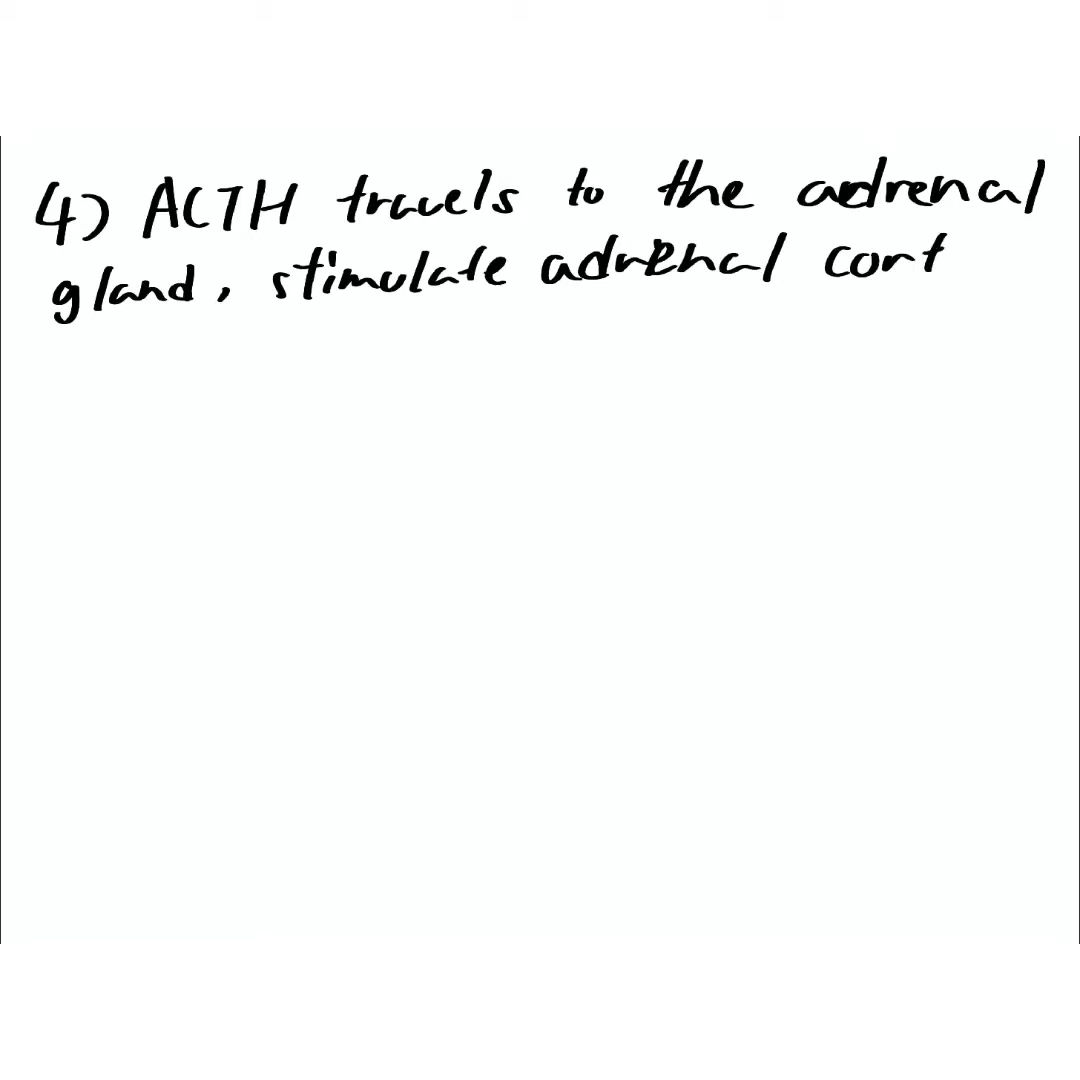 4) ACTH travels to the adrenal
gland, stimulate adrenal cort